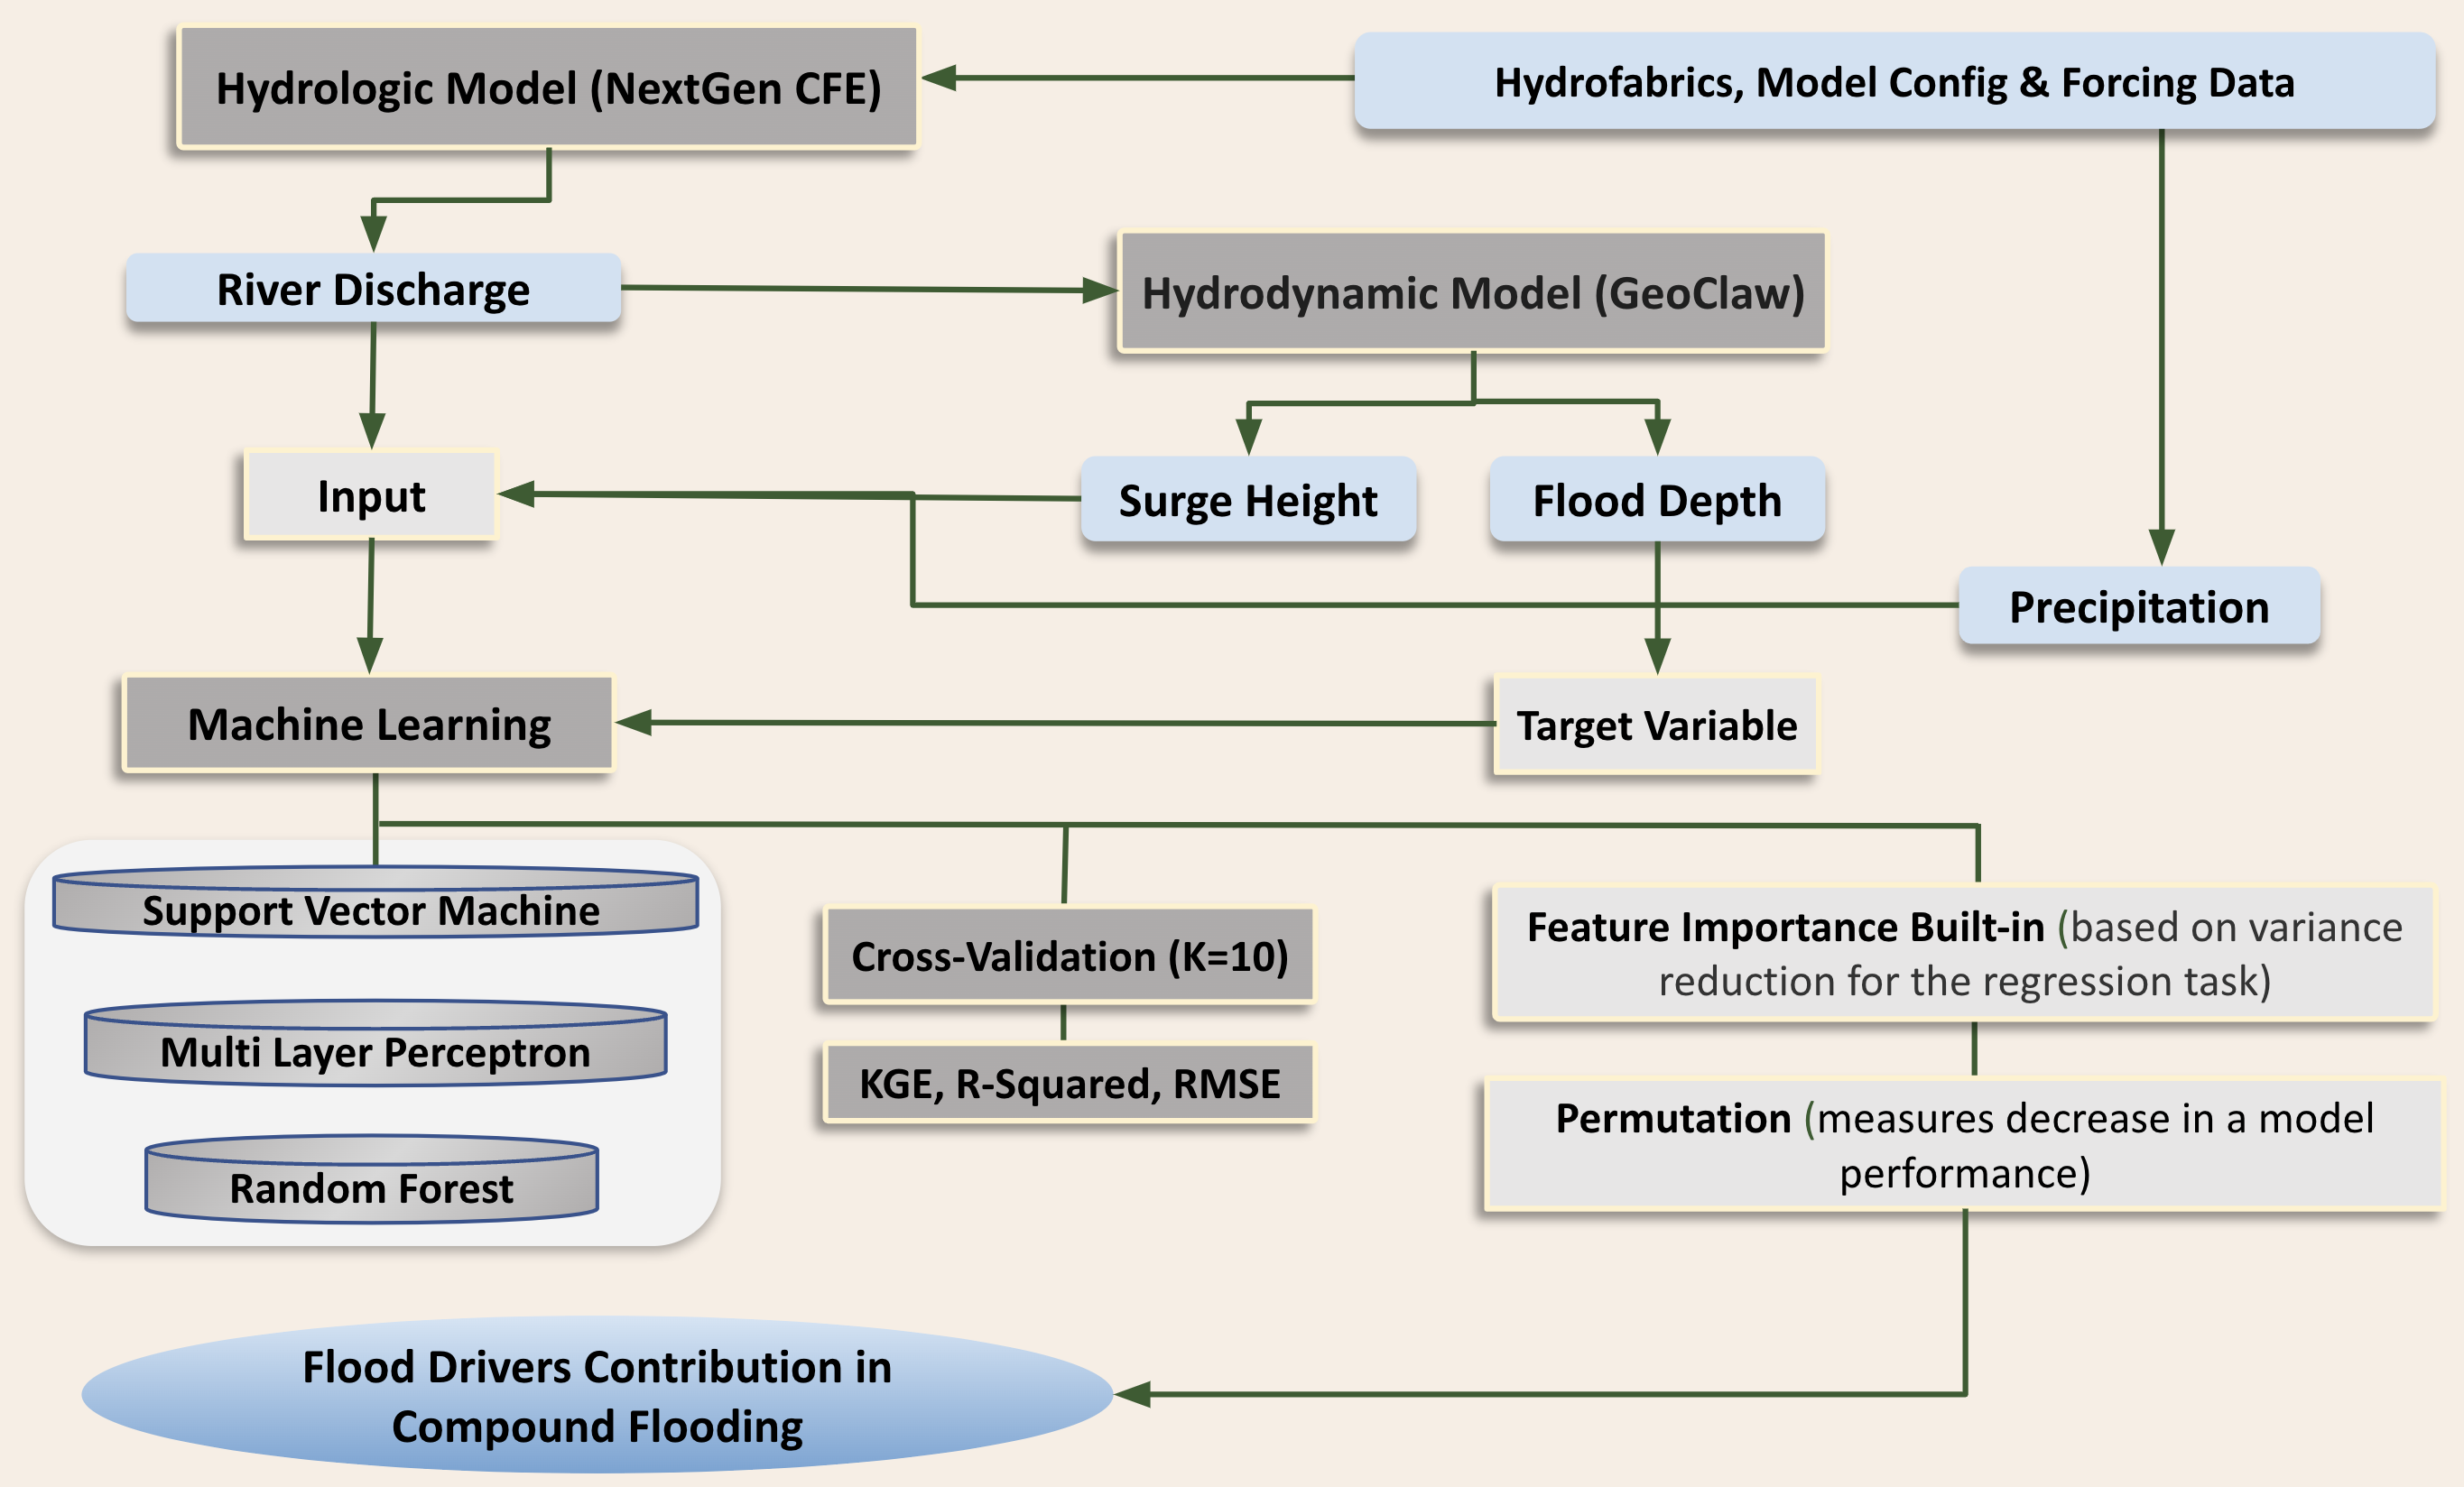 Hydrologic Model (NextGen CFE)
Hydrofabrics, Model Config & Forcing Data
River Discharge
Hydrodynamic Model (GeoClaw)
Input
Surge Height
Flood Depth
Precipitation
Machine Learning
Target Variable
Support Vector Machine
Multi Layer Perceptron
Random Forest
Cross-Validation (K=10)
KGE, R-Squared, RMSE
Feature Importance Built-in (based on variance
reduction for the regression task)
Permutation (measures decrease in a model
performance)
Flood Drivers Contribution in
Compound Flooding